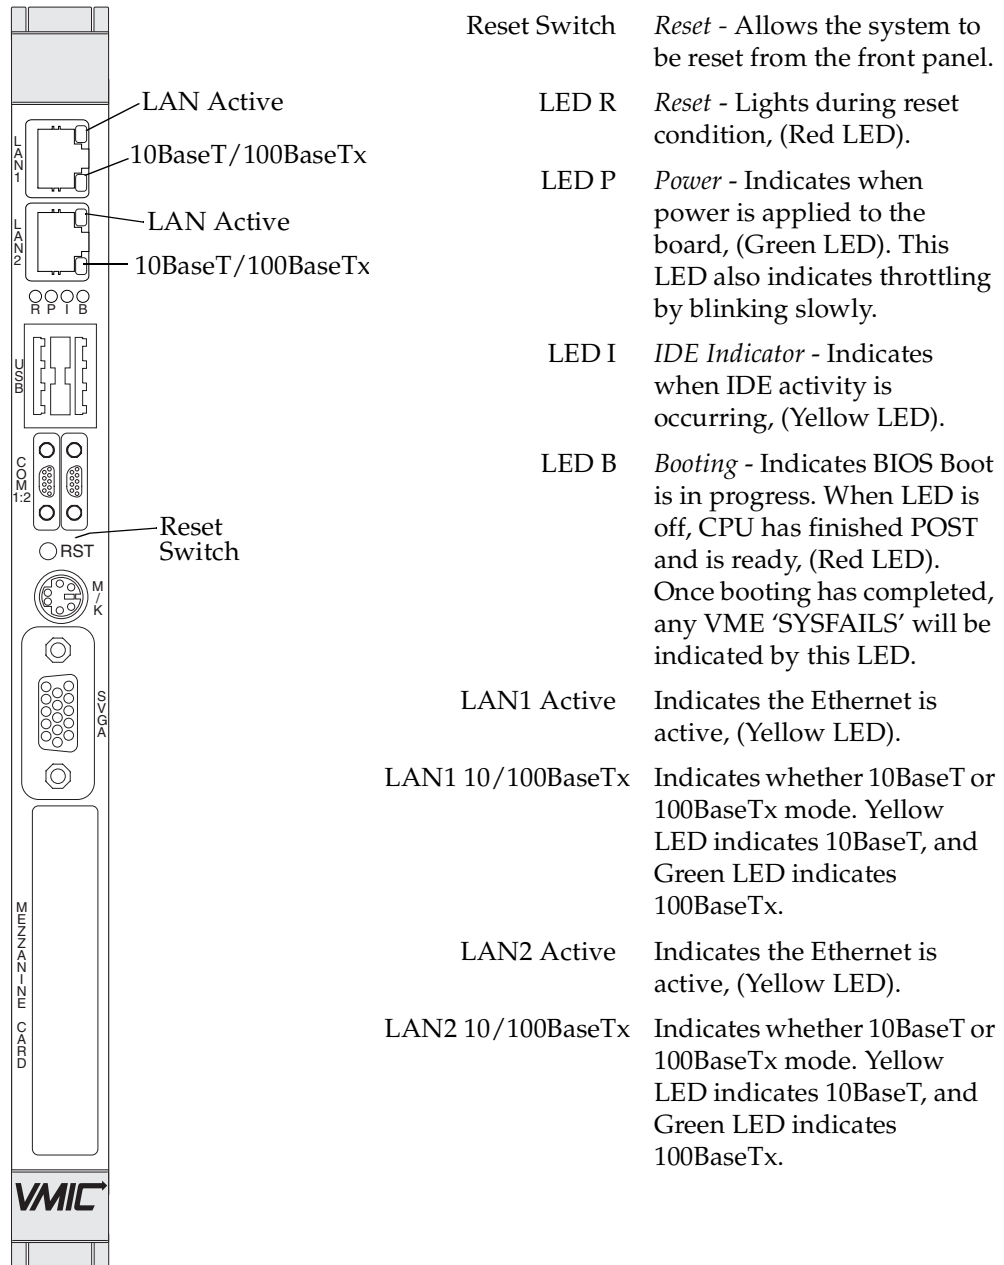 LAN1
LAN Active
10BaseT/100BaseTx
LAN2
LAN Active
10BaseT/100BaseTx
R P I B
USB
COM
1:2
RST
Reset
Switch
M/K
SVGA
MEZZANINE CARD
VMIC
Reset Switch Reset - Allows the system to
be reset from the front panel.
LED R Reset - Lights during reset
condition, (Red LED).
LED P Power - Indicates when
power is applied to the
board, (Green LED). This
LED also indicates throttling
by blinking slowly.
LED I IDE Indicator - Indicates
when IDE activity is
occurring, (Yellow LED).
LED B Booting - Indicates BIOS Boot
is in progress. When LED is
off, CPU has finished POST
and is ready, (Red LED).
Once booting has completed,
any VME ‘SYSFAILS’ will be
indicated by this LED.
LAN1 Active Indicates the Ethernet is
active, (Yellow LED).
LAN1 10/100BaseTx Indicates whether 10BaseT or
100BaseTx mode. Yellow
LED indicates 10BaseT, and
Green LED indicates
100BaseTx.
LAN2 Active Indicates the Ethernet is
active, (Yellow LED).
LAN2 10/100BaseTx Indicates whether 10BaseT or
100BaseTx mode. Yellow
LED indicates 10BaseT, and
Green LED indicates
100BaseTx.